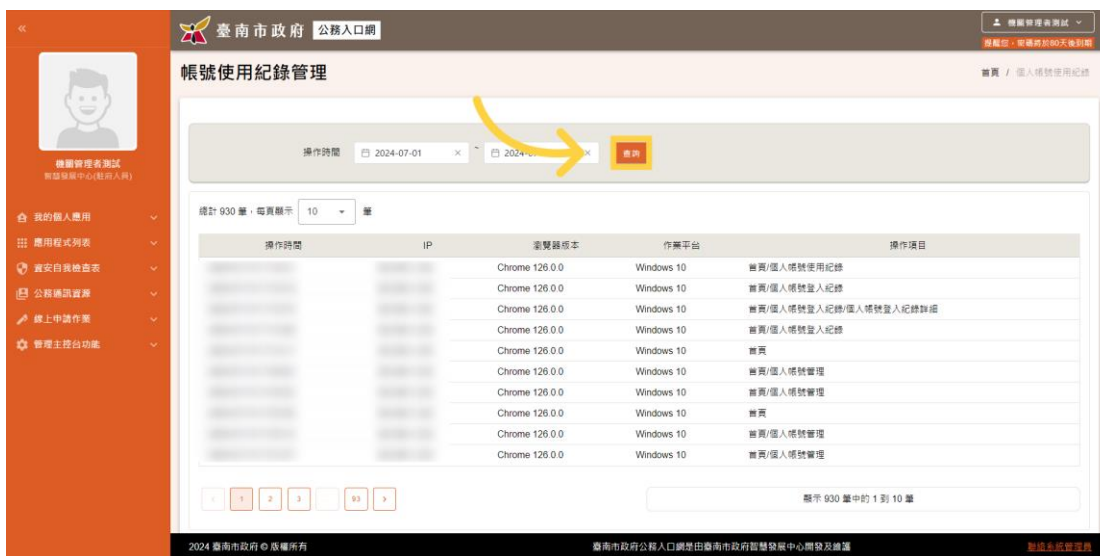 臺南市政府 公務入口網
機關管理者測試
提醒您，密碼將於80天後到期
帳號使用紀錄管理
首頁 / 個人帳號使用紀錄
機關管理者測試
智慧發展中心(駐府人員)
我的個人應用
應用程式列表
資安自我檢查表
公務通訊資源
線上申請作業
管理主控台功能
操作時間 2024-07-01 × ~ × 查詢
總計 930 筆，每頁顯示 10 筆
操作時間 IP 瀏覽器版本 作業平台 操作項目
Chrome 126.0.0 Windows 10 首頁/個人帳號使用紀錄
Chrome 126.0.0 Windows 10 首頁/個人帳號登入紀錄
Chrome 126.0.0 Windows 10 首頁/個人帳號登入紀錄/個人帳號登入紀錄詳細
Chrome 126.0.0 Windows 10 首頁/個人帳號登入紀錄
Chrome 126.0.0 Windows 10 首頁
Chrome 126.0.0 Windows 10 首頁/個人帳號管理
Chrome 126.0.0 Windows 10 首頁/個人帳號管理
Chrome 126.0.0 Windows 10 首頁
Chrome 126.0.0 Windows 10 首頁/個人帳號管理
Chrome 126.0.0 Windows 10 首頁/個人帳號管理
‹ 1 2 3 ... 93 ›
顯示 930 筆中的 1 到 10 筆
2024 臺南市政府 © 版權所有
臺南市政府公務入口網是由臺南市政府智慧發展中心開發及維護
聯絡系統管理員